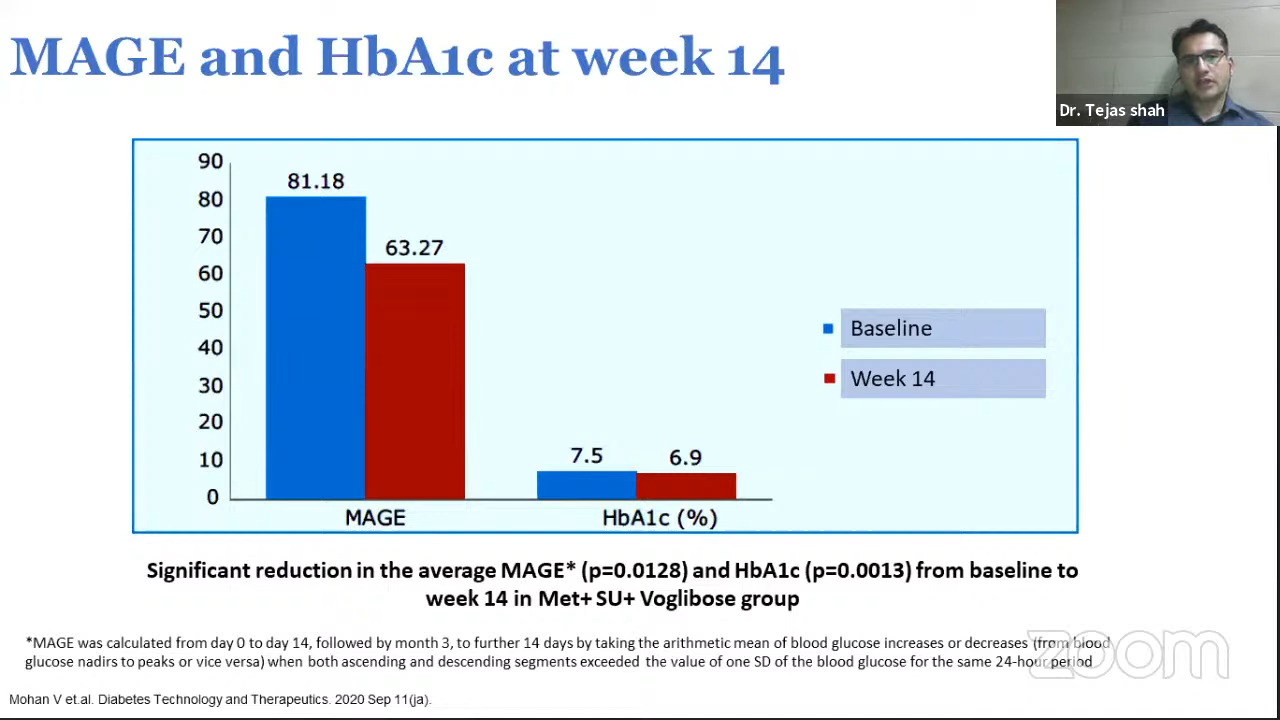 MAGE and HbA1c at week 14
Dr. Tejas shah
90
80
70
60
50
40
30
20
10
0
81.18
63.27
7.5
6.9
MAGE
HbA1c (%)
Baseline
Week 14
Significant reduction in the average MAGE* (p=0.0128) and HbA1c (p=0.0013) from baseline to
week 14 in Met+ SU+ Voglibose group
*MAGE was calculated from day 0 to day 14, followed by month 3, to further 14 days by taking the arithmetic mean of blood glucose increases or decreases (from blood
glucose nadirs to peaks or vice versa) when both ascending and descending segments exceeded the value of one SD of the blood glucose for the same 24-hour period
zoom
Mohan V et.al. Diabetes Technology and Therapeutics. 2020 Sep 11(ja).